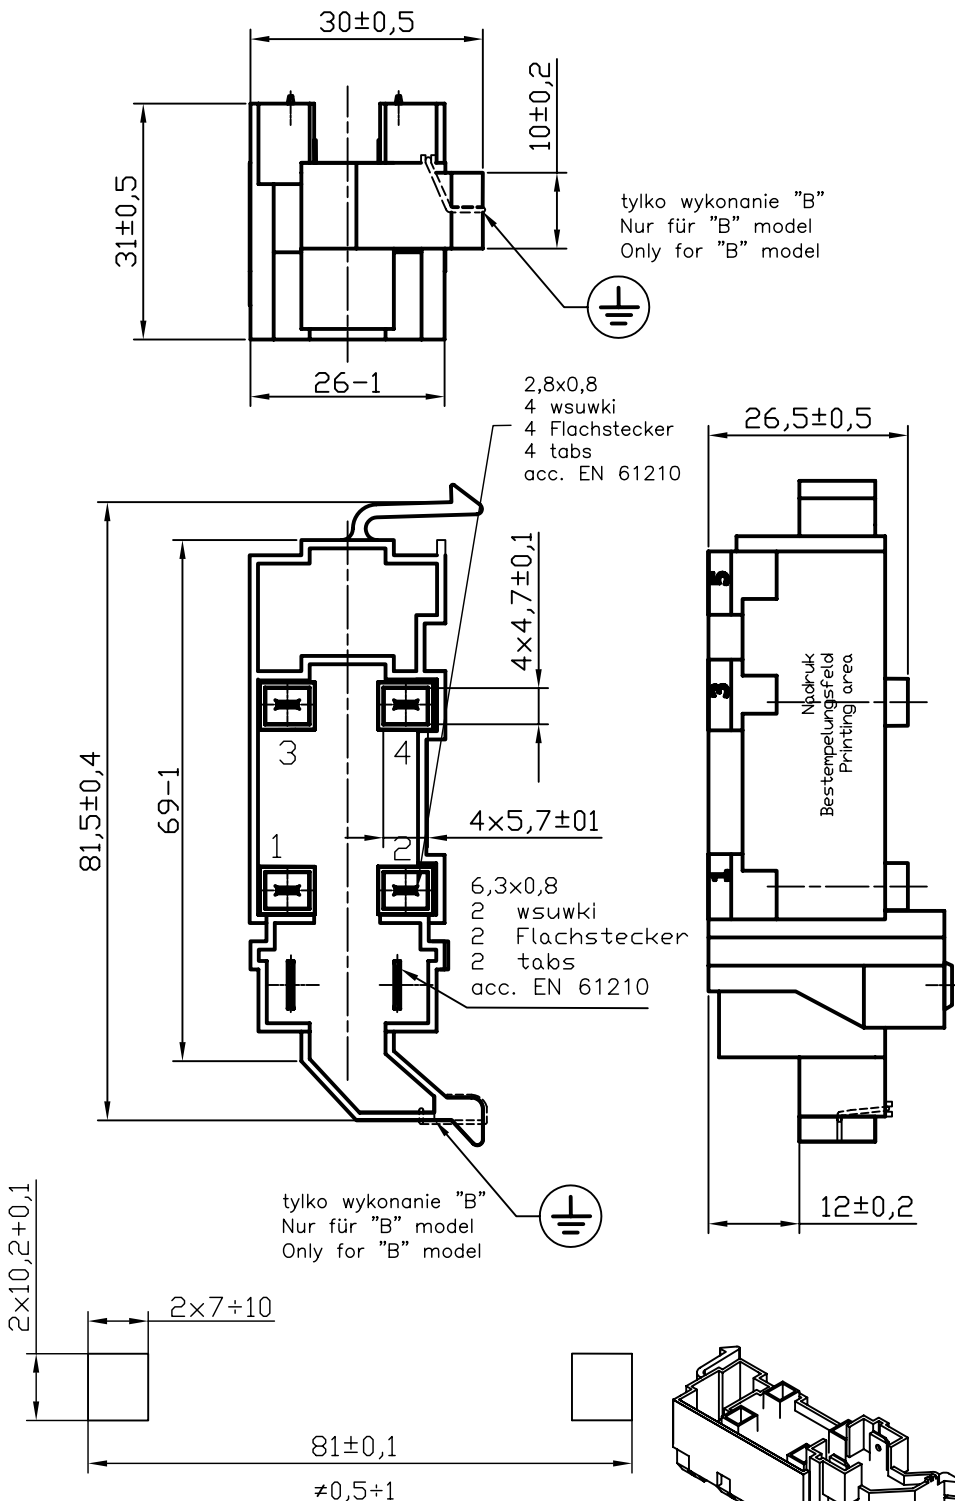 30±0,5
10±0,2
31±0,5
tylko wykonanie "B"
Nur für "B" model
Only for "B" model
26-1
2,8x0,8
4 wsuwki
4 Flachstecker
4 tabs
acc. EN 61210
26,5±0,5
4x4,7±0,1
5
3
1
Nadruk
Bestempelungsfeld
Printing area
3
4
81,5±0,4
69-1
1
2
4x5,7±01
6,3x0,8
2 wsuwki
2 Flachstecker
2 tabs
acc. EN 61210
tylko wykonanie "B"
Nur für "B" model
Only for "B" model
12±0,2
2x10,2+0,1
2x7÷10
81±0,1
≠0,5÷1